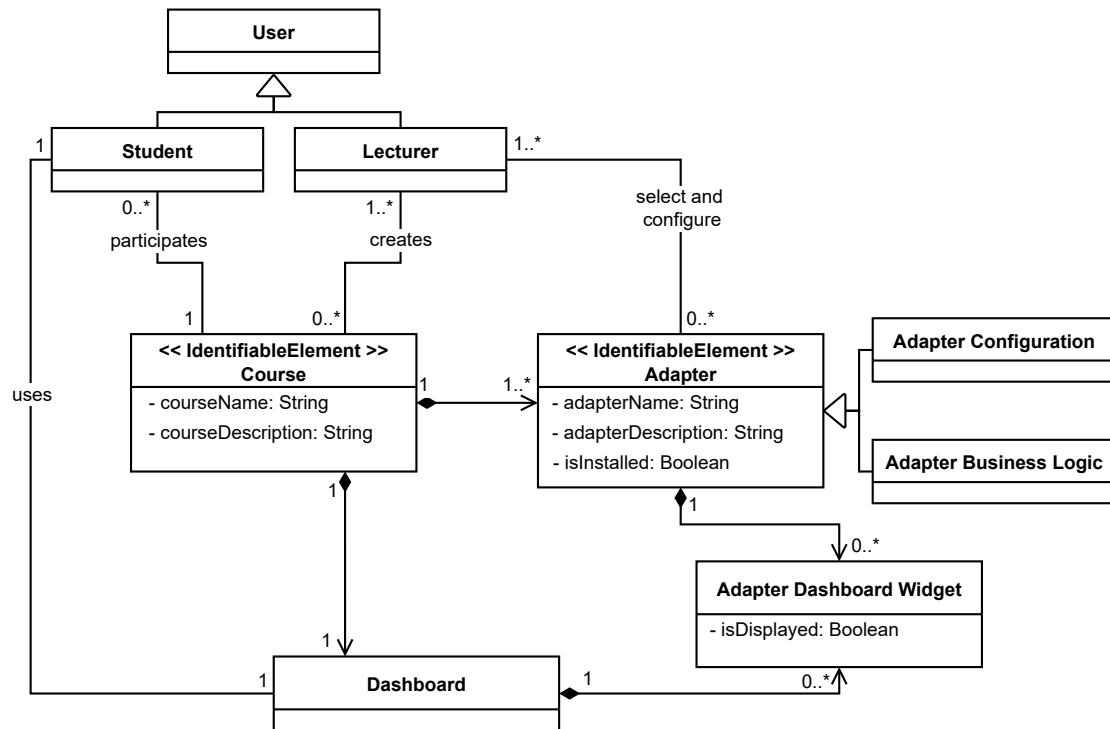 User
1
Student
Lecturer
1..*
0..*
1..*
select and
configure
participates
creates
1
0..*
0..*
<< IdentifiableElement >>
Course
- courseName: String
- courseDescription: String
1
1..*
<< IdentifiableElement >>
Adapter
- adapterName: String
- adapterDescription: String
- isInstalled: Boolean
Adapter Configuration
Adapter Business Logic
uses
1
1
0..*
Adapter Dashboard Widget
- isDisplayed: Boolean
1
1
Dashboard
1
0..*